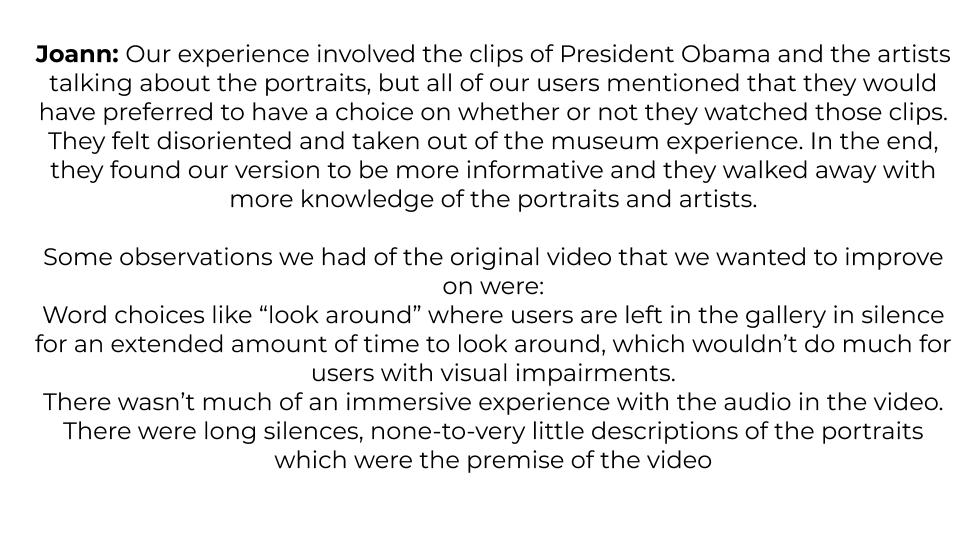 Joann: Our experience involved the clips of President Obama and the artists
talking about the portraits, but all of our users mentioned that they would
have preferred to have a choice on whether or not they watched those clips.
They felt disoriented and taken out of the museum experience. In the end,
they found our version to be more informative and they walked away with
more knowledge of the portraits and artists.
Some observations we had of the original video that we wanted to improve
on were:
Word choices like “look around” where users are left in the gallery in silence
for an extended amount of time to look around, which wouldn’t do much for
users with visual impairments.
There wasn’t much of an immersive experience with the audio in the video.
There were long silences, none-to-very little descriptions of the portraits
which were the premise of the video